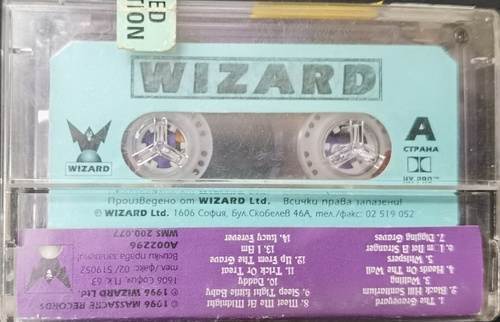 ED
TION
WIZARD
WIZARD
A
СТРАНА
HX PRO
Произведено от WIZARD Ltd. Всички права запазени!
© WIZARD Ltd. 1606 София, Бул.Скобелев 46А, тел./факс: 02 519 052
1. The Graveyard
2. Black Hill Sanitarium
3. Waiting
4. Heads On The Wall
5. Whispers
6. I'm Not A Stranger
7. Digging Graves
8. Meet Me At Midnight
9. Sleep Tight Little Baby
10. Daddy
11. Trick Or Treat
12. Up From The Grave
13. I Am
14. Lucy Forever
1996 MASSACRE RECORDS
© 1996 WIZARD Ltd.
1606 София, П.к. 63
тел./факс: 02/ 519052
Всички права запазени!
A002296
WMS 200.077